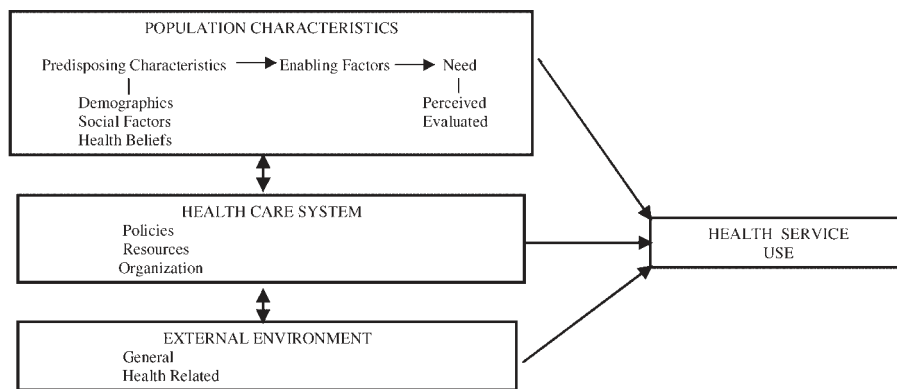 POPULATION CHARACTERISTICS
Predisposing Characteristics Enabling Factors Need
Demographics
Social Factors
Health Beliefs
Perceived
Evaluated
HEALTH CARE SYSTEM
Policies
Resources
Organization
EXTERNAL ENVIRONMENT
General
Health Related
HEALTH SERVICE
USE